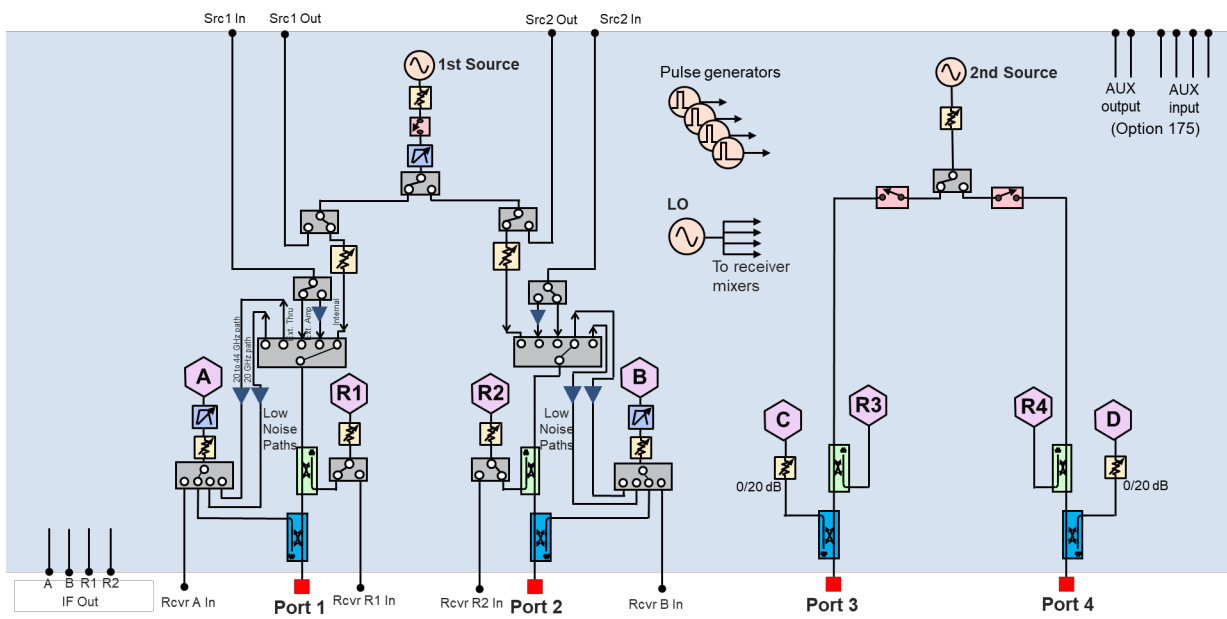 Src1 In
Src1 Out
Src2 Out
Src2 In
1st Source
Pulse generators
2nd Source
AUX
output
AUX
input
(Option 175)
LO
To receiver
mixers
Ext. Thru
Ext. Amp
Internal
20 to 44 GHz path
20 GHz path
A
R1
R2
B
C
R3
R4
D
Low
Noise
Paths
Low
Noise
Paths
0/20 dB
0/20 dB
A B R1 R2
IF Out
Rcvr A In
Port 1
Rcvr R1 In
Rcvr R2 In
Port 2
Rcvr B In
Port 3
Port 4